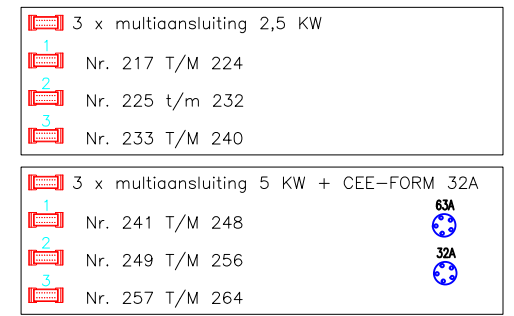 3 x multiaansluiting 2,5 KW
1
Nr. 217 T/M 224
2
Nr. 225 t/m 232
3
Nr. 233 T/M 240
3 x multiaansluiting 5 KW + CEE-FORM 32A
1
63A
Nr. 241 T/M 248
2
32A
Nr. 249 T/M 256
3
Nr. 257 T/M 264